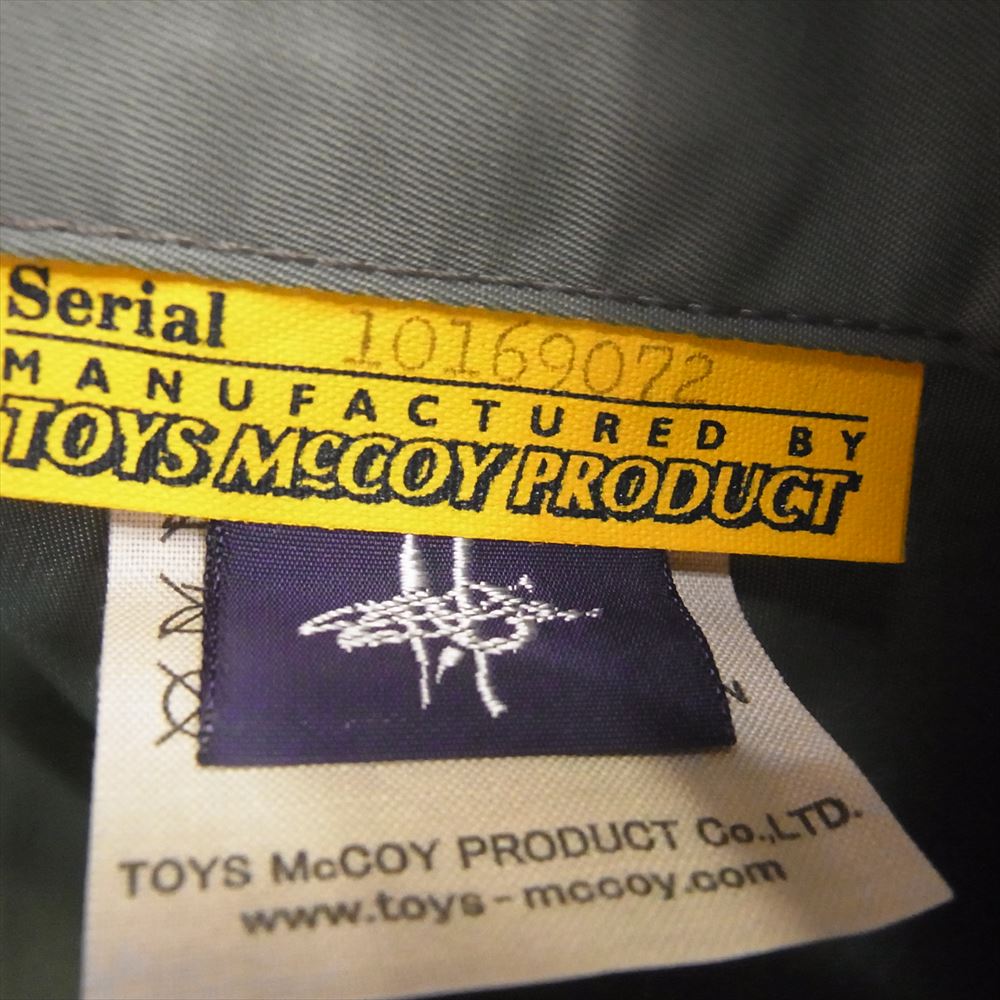 Serial 10169072
MANUFACTURED BY
TOYS McCOY PRODUCT
TOYS McCOY PRODUCT Co.,LTD.
www.toys-mccoy.com